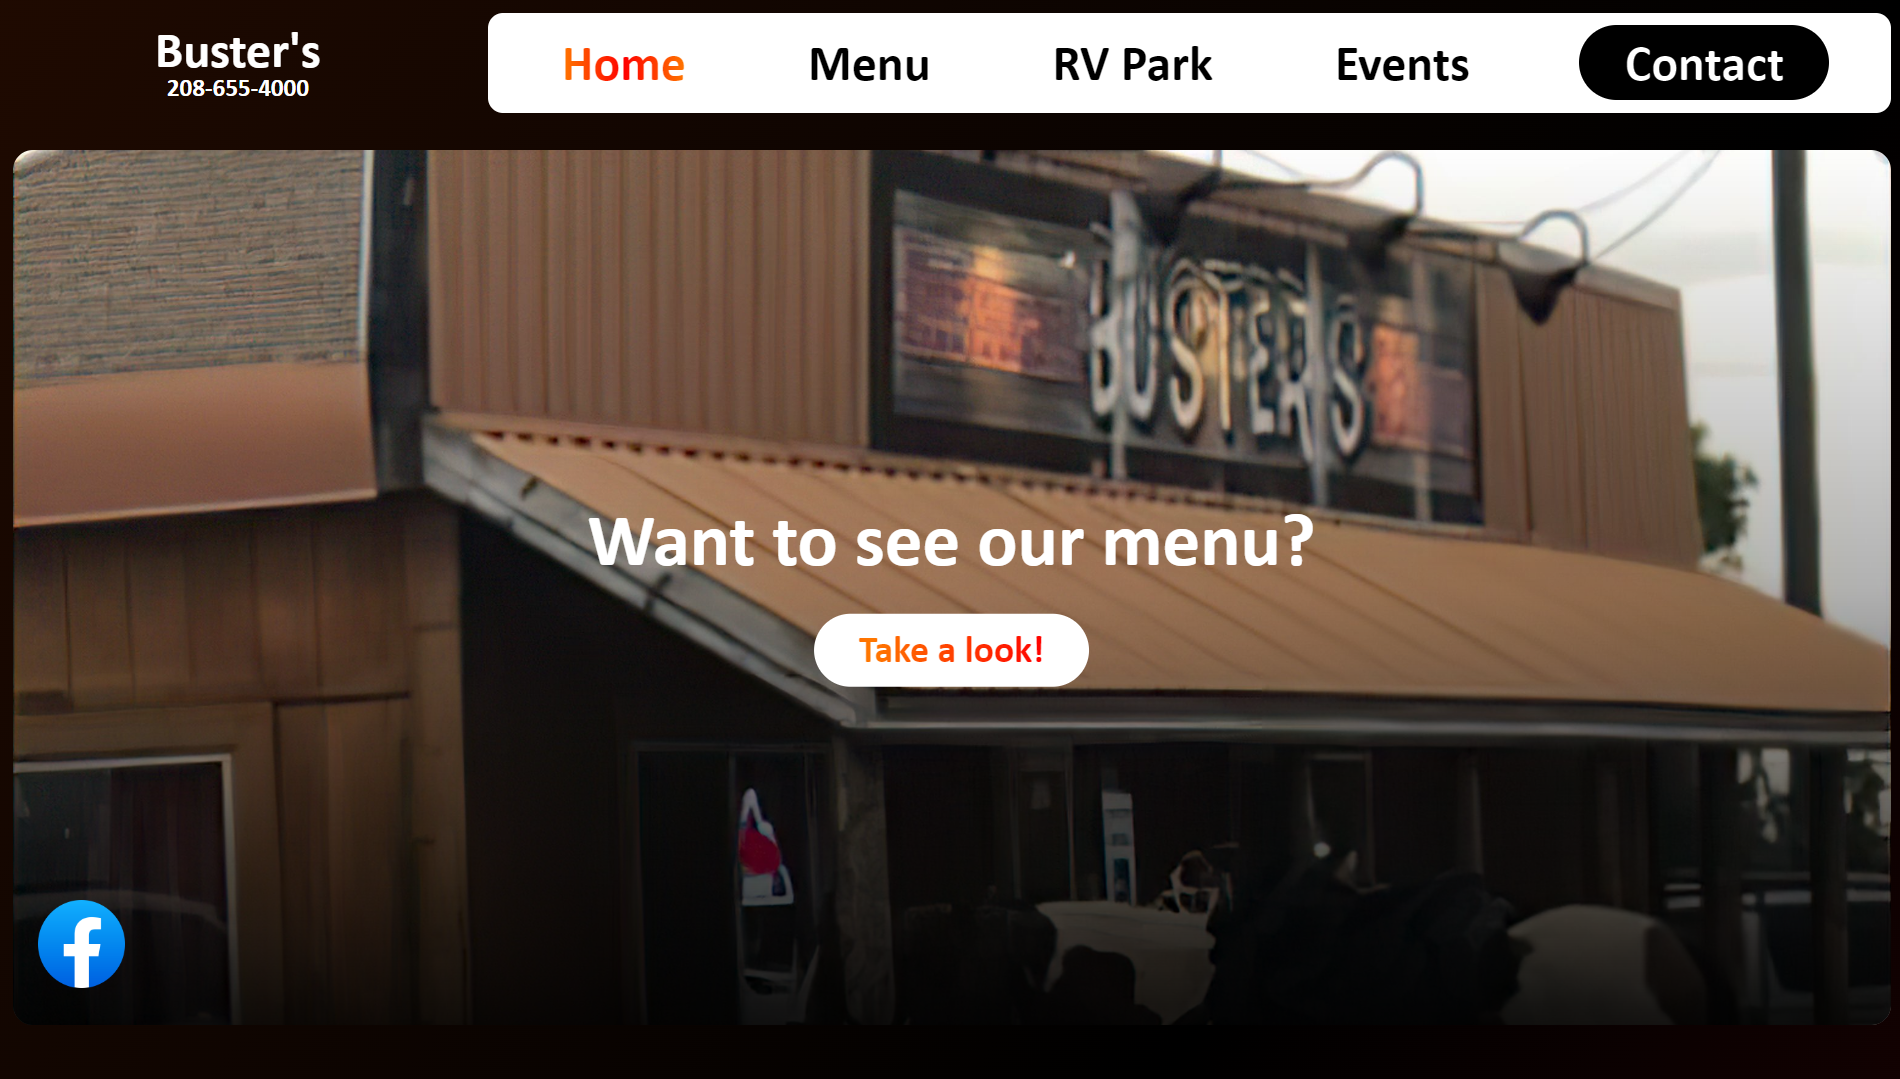 Buster's
208-655-4000
Home
Menu
RV Park
Events
Contact
BUSTER'S
Want to see our menu?
Take a look!